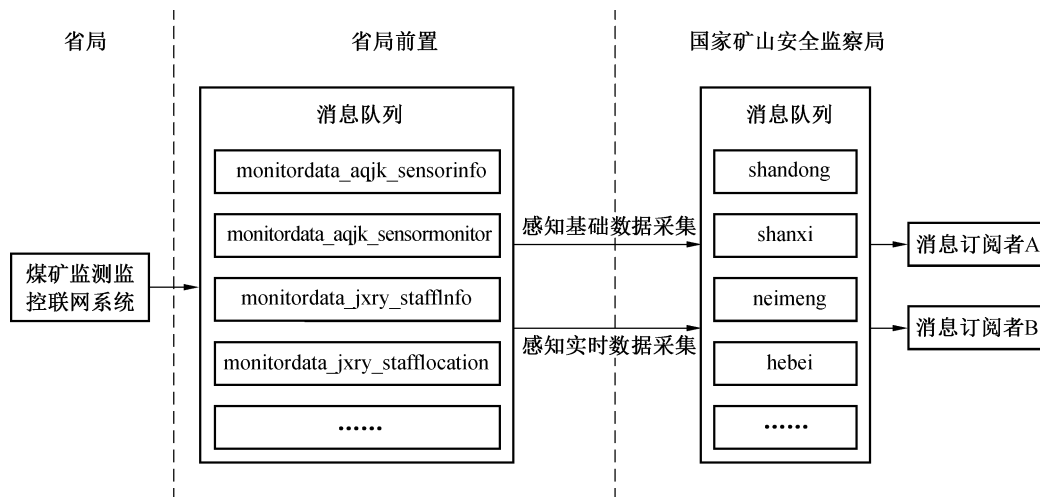 省局
省局前置
国家矿山安全监察局
消息队列
monitordata_aqjk_sensorinfo
monitordata_aqjk_sensormonitor
monitordata_jxry_staffInfo
monitordata_jxry_stafflocation
……
煤矿监测监
控联网系统
感知基础数据采集
感知实时数据采集
消息队列
shandong
shanxi
neimeng
hebei
……
消息订阅者A
消息订阅者B